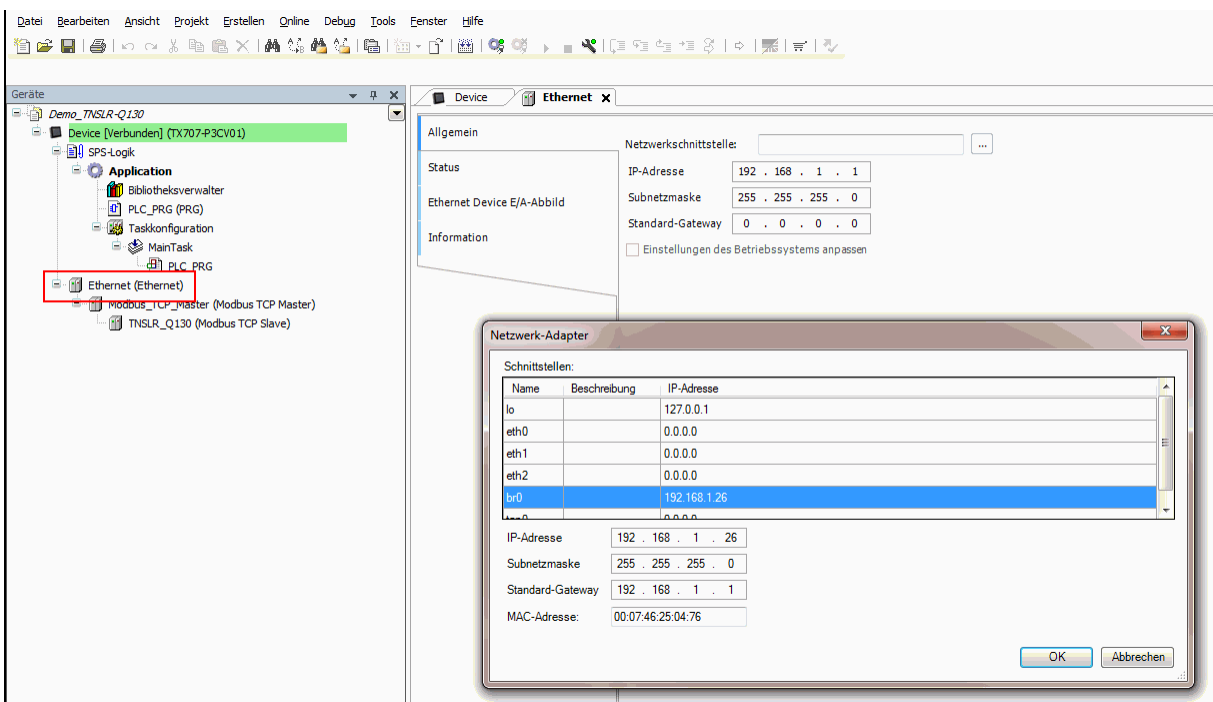 Datei Bearbeiten Ansicht Projekt Erstellen Online Debug Tools Fenster Hilfe
Geräte
Demo_TNSLR-Q130
Device [Verbunden] (TX707-P3CV01)
SPS-Logik
Application
Bibliotheksverwalter
PLC_PRG (PRG)
Taskkonfiguration
MainTask
PLC_PRG
Ethernet (Ethernet)
Modbus_TCP_Master (Modbus TCP Master)
TNSLR_Q130 (Modbus TCP Slave)
Device Ethernet
Allgemein
Status
Ethernet Device E/A-Abbild
Information
Netzwerkschnittstelle: ...
IP-Adresse 192 . 168 . 1 . 1
Subnetzmaske 255 . 255 . 255 . 0
Standard-Gateway 0 . 0 . 0 . 0
Einstellungen des Betriebssystems anpassen
Netzwerk-Adapter
Schnittstellen:
Name Beschreibung IP-Adresse
lo 127.0.0.1
eth0 0.0.0.0
eth1 0.0.0.0
eth2 0.0.0.0
br0 192.168.1.26
0.0.0.0
IP-Adresse 192 . 168 . 1 . 26
Subnetzmaske 255 . 255 . 255 . 0
Standard-Gateway 192 . 168 . 1 . 1
MAC-Adresse: 00:07:46:25:04:76
OK Abbrechen